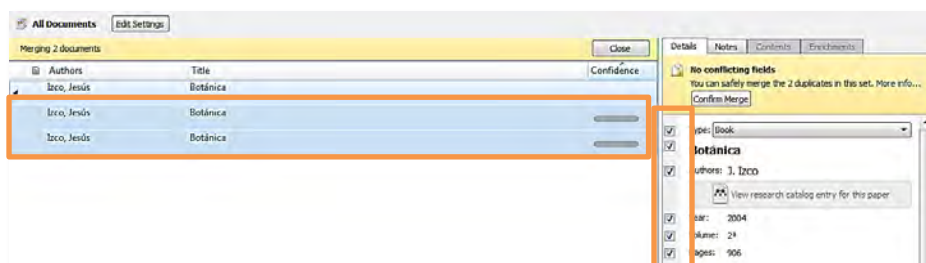 All Documents Edit Settings
Merging 2 documents Close
Authors Title Confidence
Izco, Jesús Botánica
Izco, Jesús Botánica
Izco, Jesús Botánica
Details Notes Contents Enrichments
No conflicting fields
You can safely merge the 2 duplicates in this set. More info...
Confirm Merge
ype: Book
otánica
uthors: J. Izco
View research catalog entry for this paper
ear: 2004
olume: 2ª
ages: 906